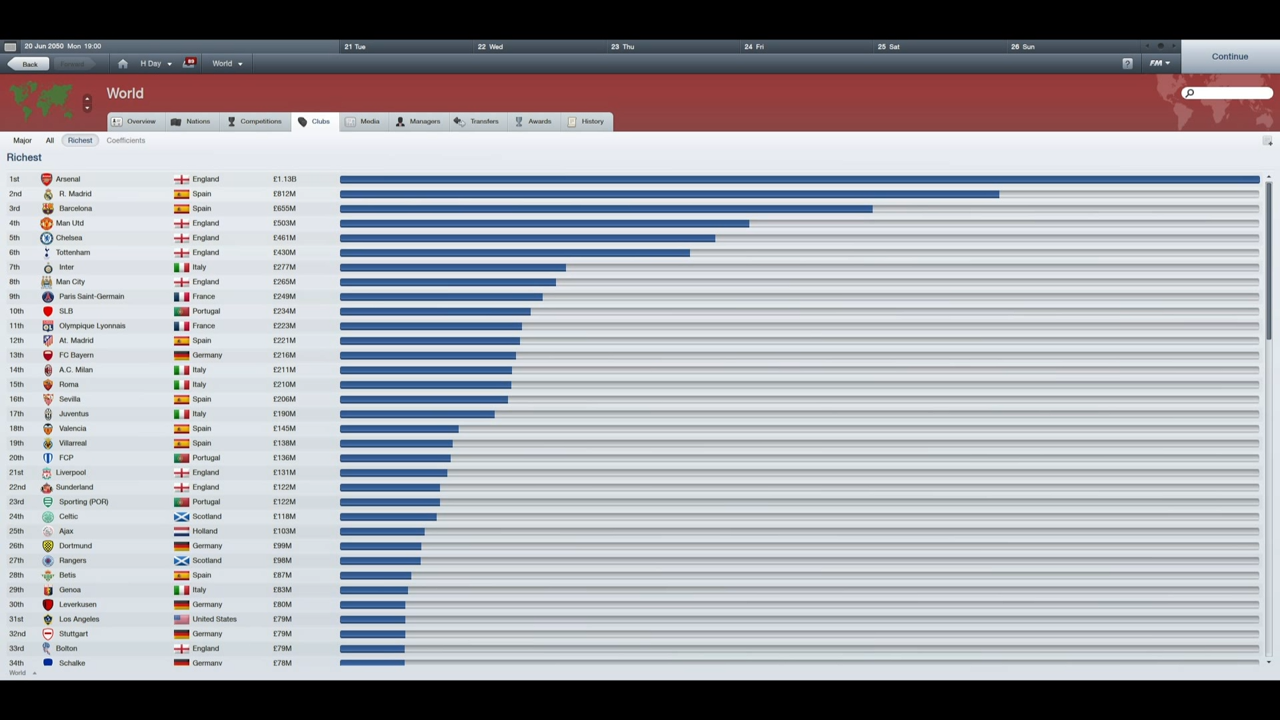 20 Jun 2050 Mon 19:00 21 Tue 22 Wed 23 Thu 24 Fri 25 Sat 26 Sun
Continue
Back Forward H Day 80 World ? FM
World
Overview Nations Competitions Clubs Media Managers Transfers Awards History
Major All Richest Coefficients
Richest
1st Arsenal England £1.13B
2nd R. Madrid Spain £812M
3rd Barcelona Spain £655M
4th Man Utd England £503M
5th Chelsea England £461M
6th Tottenham England £430M
7th Inter Italy £277M
8th Man City England £265M
9th Paris Saint-Germain France £249M
10th SLB Portugal £234M
11th Olympique Lyonnais France £223M
12th At. Madrid Spain £221M
13th FC Bayern Germany £216M
14th A.C. Milan Italy £211M
15th Roma Italy £210M
16th Sevilla Spain £206M
17th Juventus Italy £190M
18th Valencia Spain £145M
19th Villarreal Spain £138M
20th FCP Portugal £136M
21st Liverpool England £131M
22nd Sunderland England £122M
23rd Sporting (POR) Portugal £122M
24th Celtic Scotland £118M
25th Ajax Holland £103M
26th Dortmund Germany £99M
27th Rangers Scotland £98M
28th Betis Spain £87M
29th Genoa Italy £83M
30th Leverkusen Germany £80M
31st Los Angeles United States £79M
32nd Stuttgart Germany £79M
33rd Bolton England £79M
34th Schalke Germany £78M
World